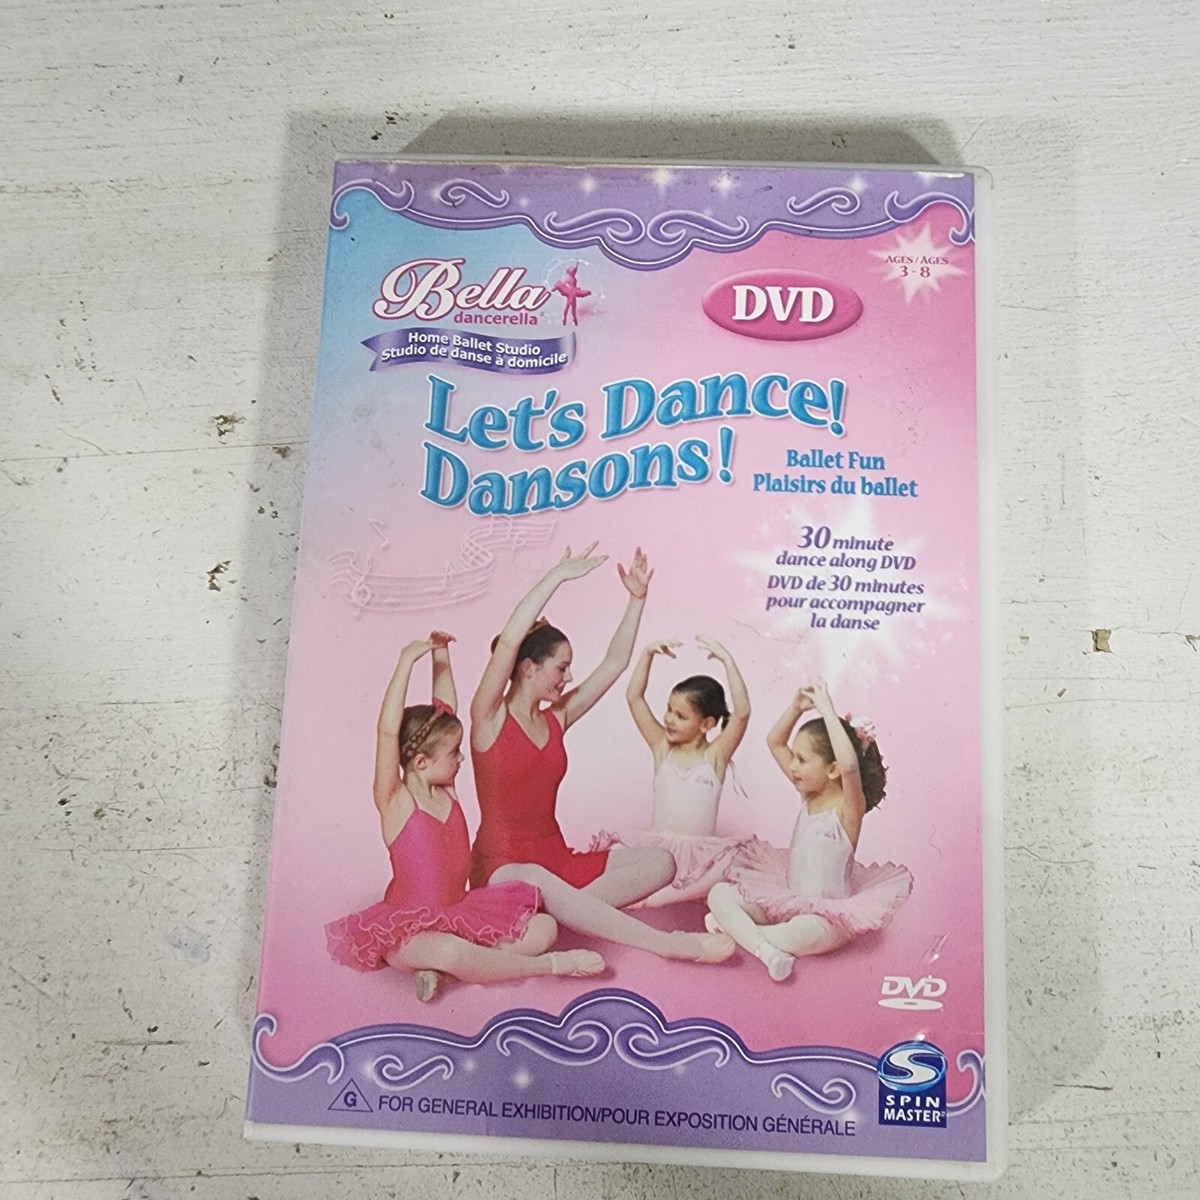 Bella
dancerella
Home Ballet Studio
Studio de danse à domicile
DVD
AGES / ÂGES
3 - 8
Let's Dance!
Dansons!
Ballet Fun
Plaisirs du ballet
30 minute
dance along DVD
DVD de 30 minutes
pour accompagner
la danse
DVD
G FOR GENERAL EXHIBITION/POUR EXPOSITION GÉNÉRALE
S
SPIN
MASTER